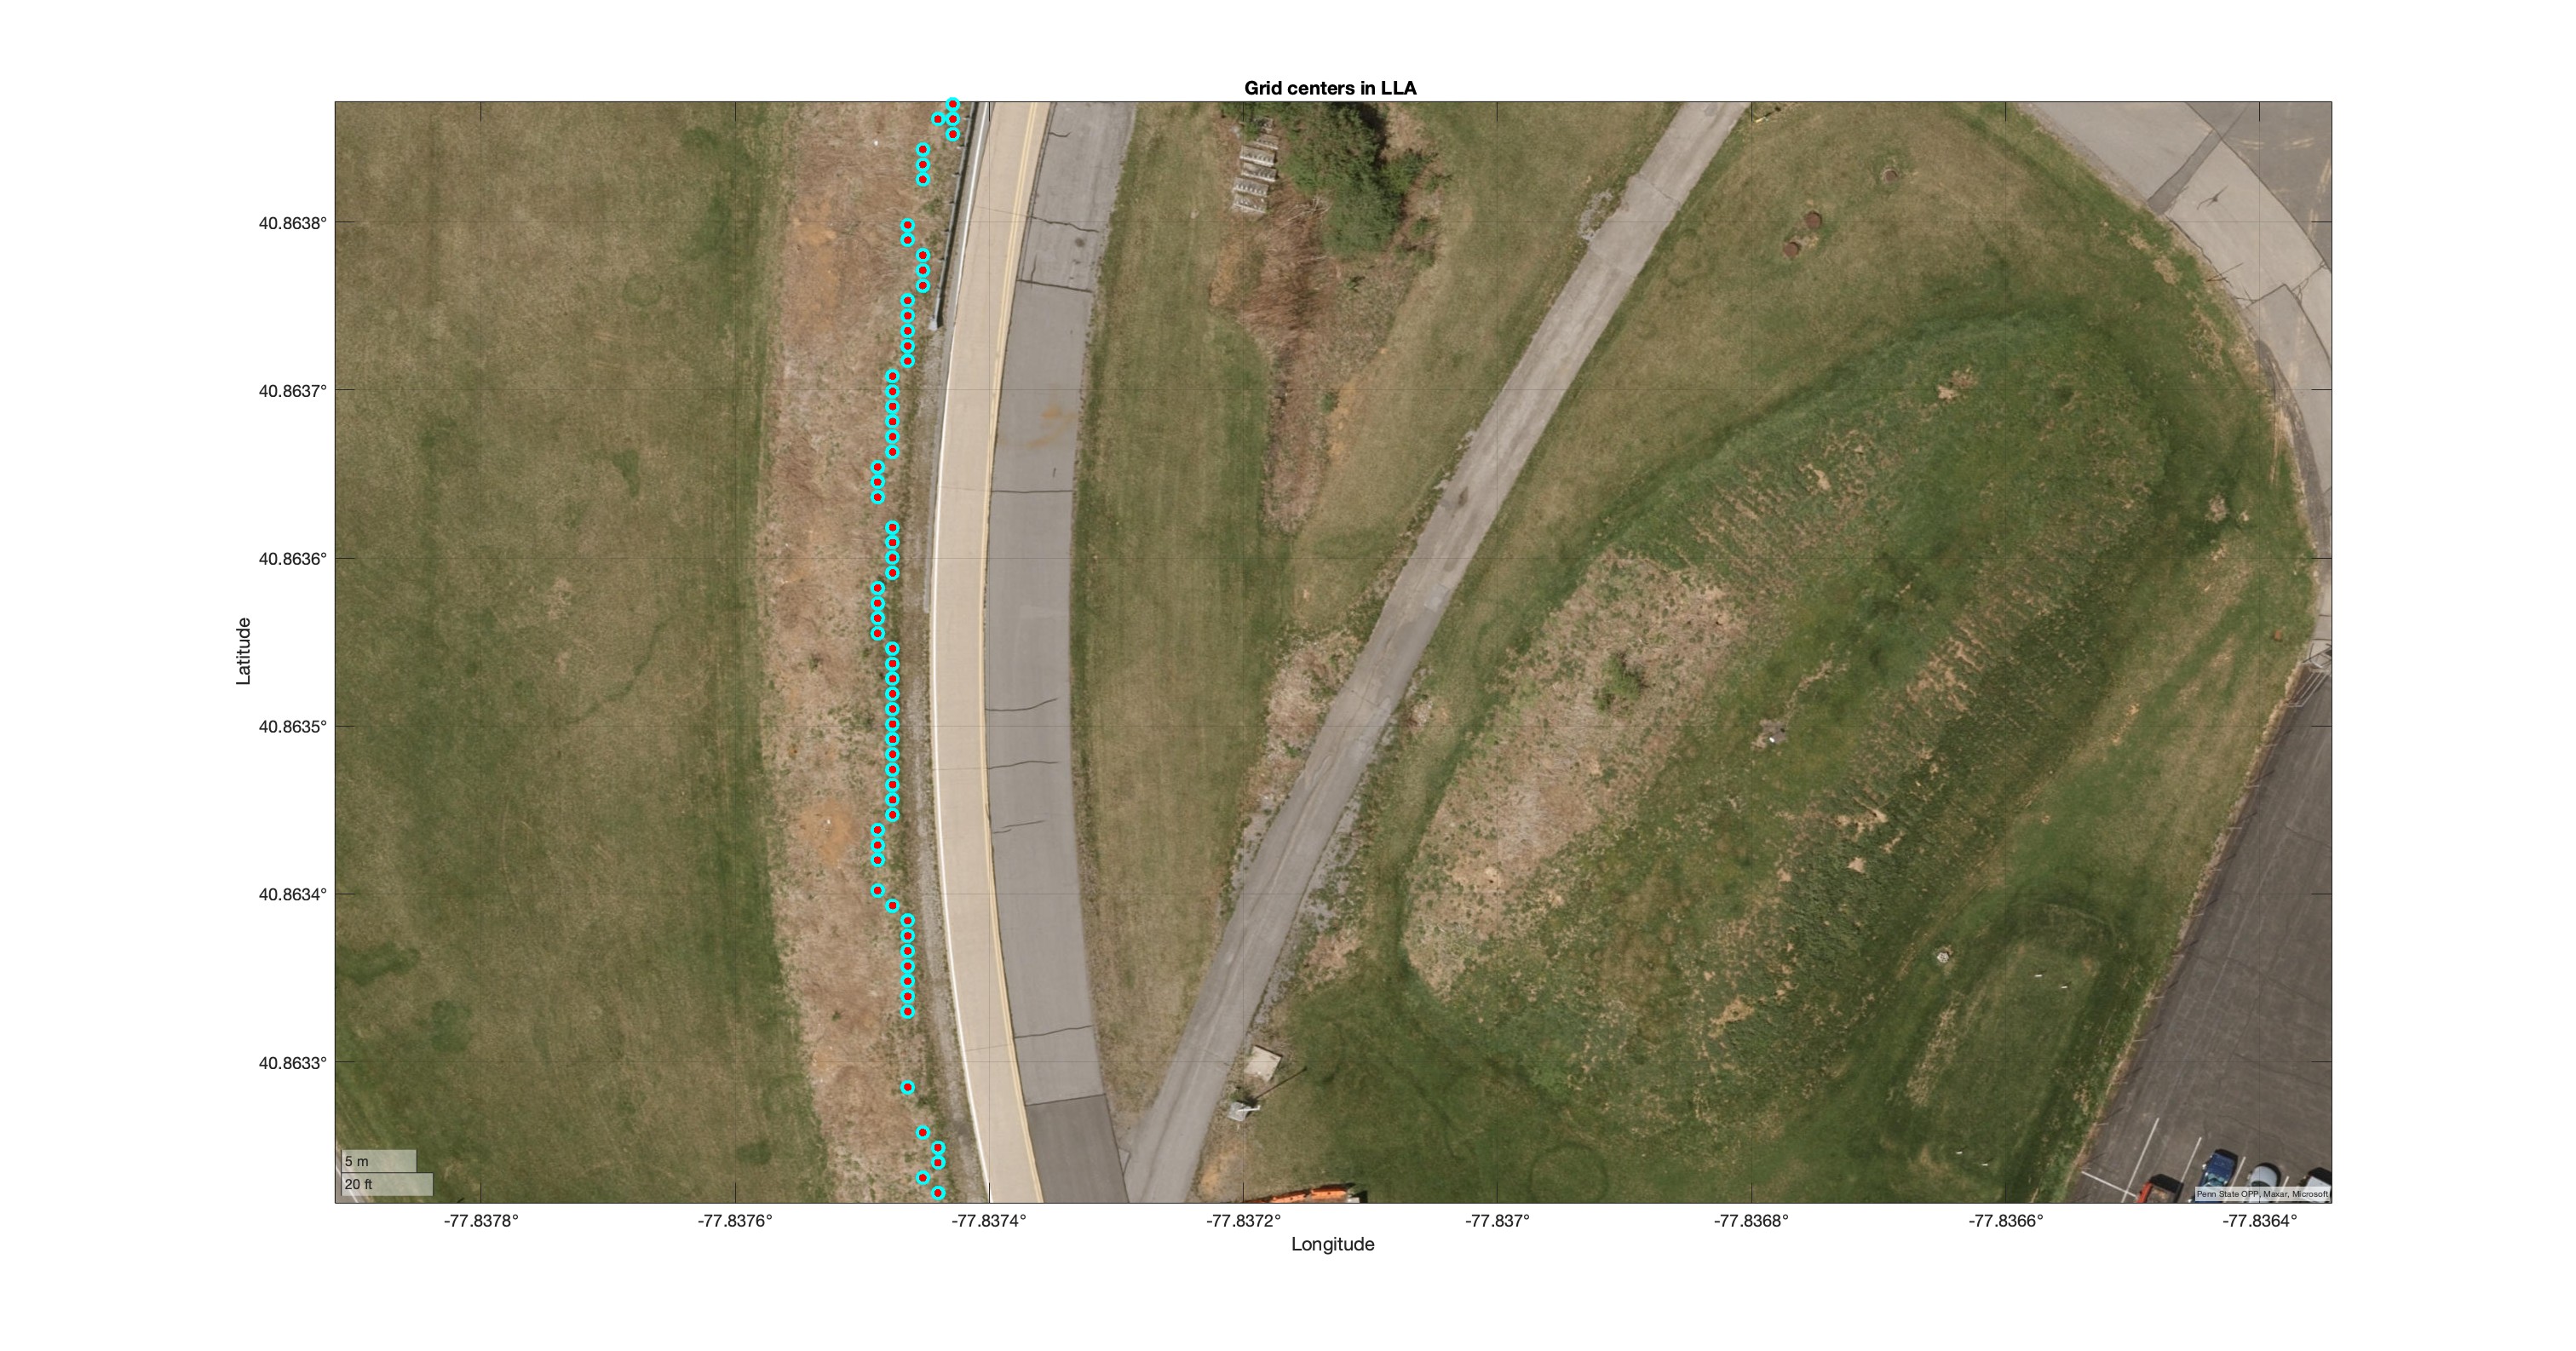 Grid centers in LLA
40.8638°
40.8637°
40.8636°
40.8635°
40.8634°
40.8633°
Latitude
5 m
20 ft
Penn State OPP, Maxar, Microsoft
-77.8378° -77.8376° -77.8374° -77.8372° -77.837° -77.8368° -77.8366° -77.8364°
Longitude